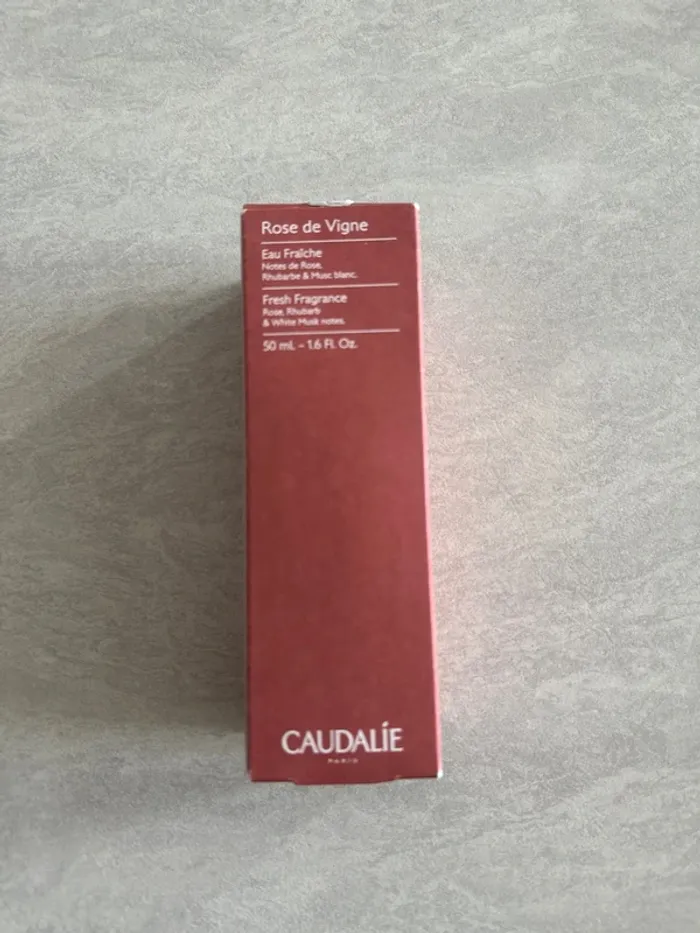 Rose de Vigne
Eau Fraîche
Notes de Rose,
Rhubarbe & Musc blanc.
Fresh Fragrance
Rose, Rhubarb
& White Musk notes.
50 mL - 1.6 Fl. Oz.
CAUDALÍE
PARIS